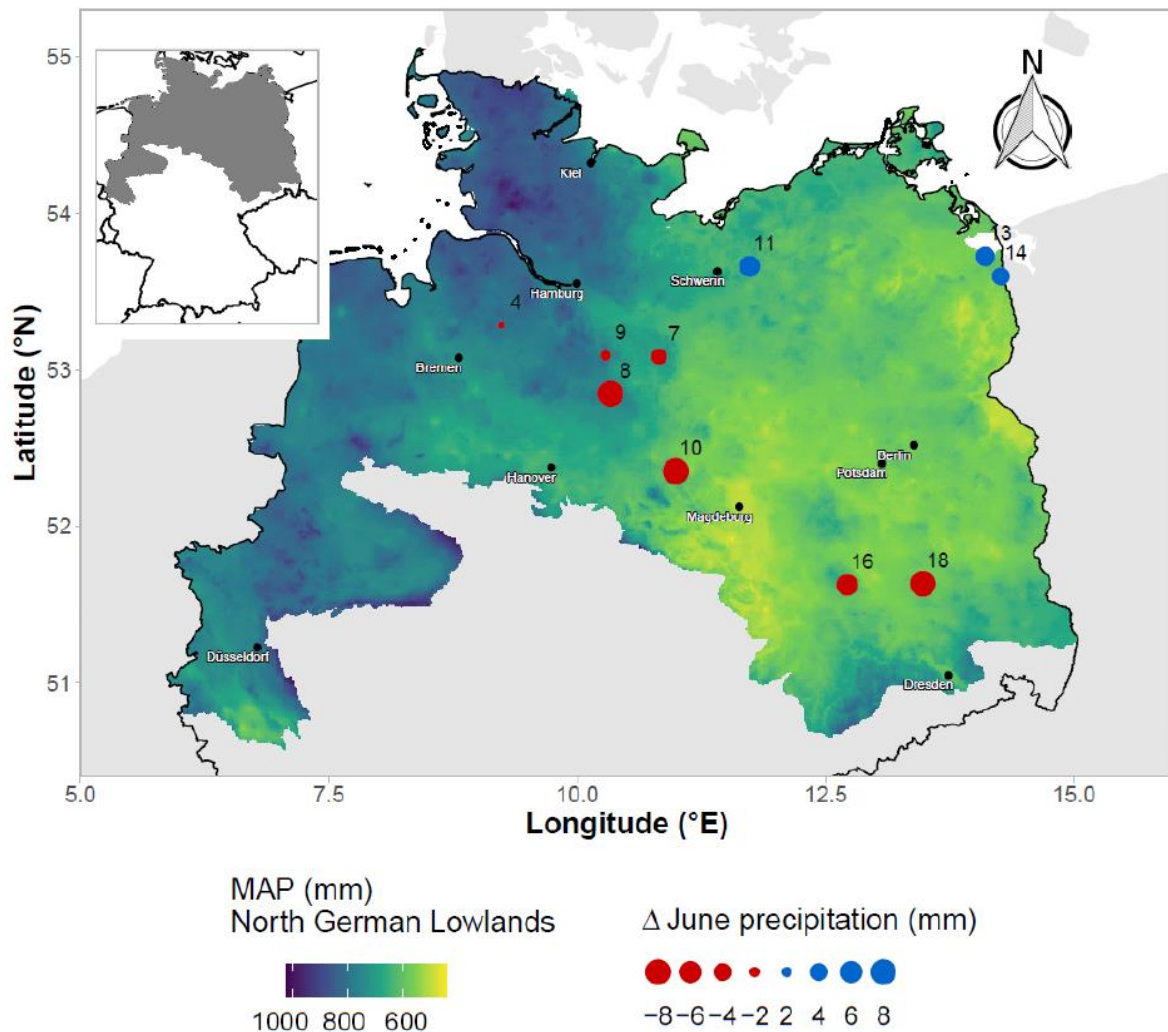 55
N
54
Kiel
13
14
11
Schwerin
Hamburg
4
9
7
53
Bremen
8
Latitude (°N)
10
Berlin
Potsdam
Hanover
52
Magdeburg
16
18
Düsseldorf
51
Dresden
5.0 7.5 10.0 12.5 15.0
Longitude (°E)
MAP (mm)
North German Lowlands
1000 800 600
Δ June precipitation (mm)
−8 −6 −4 −2 2 4 6 8